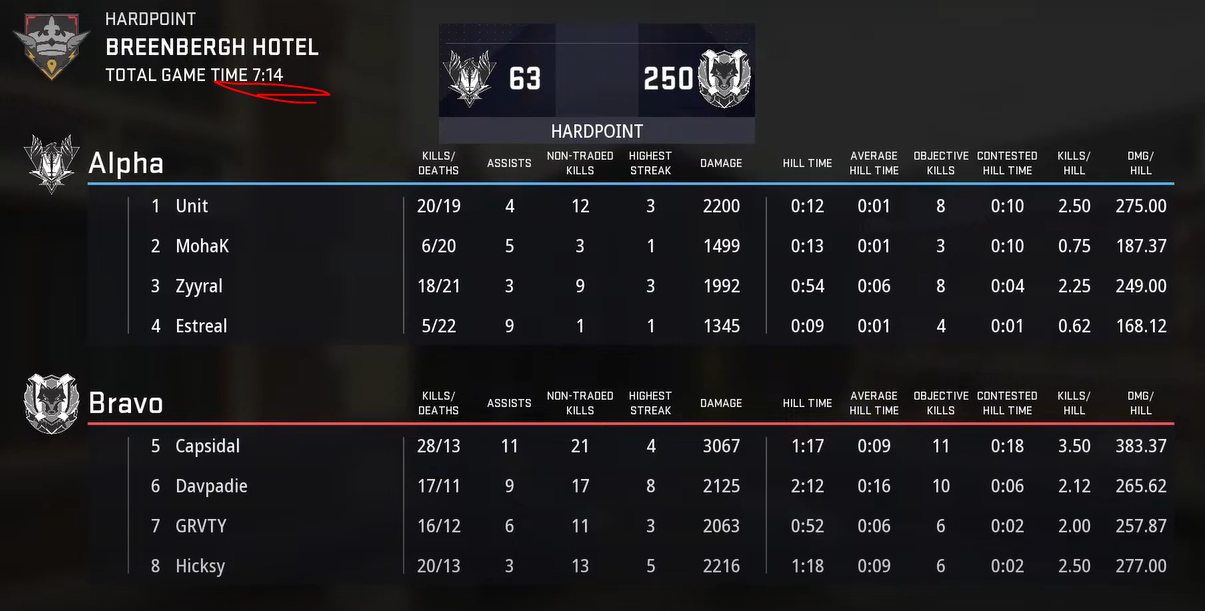 HARDPOINT
BREENBERGH HOTEL
TOTAL GAME TIME 7:14
63 250
HARDPOINT
Alpha KILLS/DEATHS ASSISTS NON-TRADED KILLS HIGHEST STREAK DAMAGE HILL TIME AVERAGE HILL TIME OBJECTIVE KILLS CONTESTED HILL TIME KILLS/HILL DMG/HILL
1 Unit 20/19 4 12 3 2200 0:12 0:01 8 0:10 2.50 275.00
2 MohaK 6/20 5 3 1 1499 0:13 0:01 3 0:10 0.75 187.37
3 Zyyral 18/21 3 9 3 1992 0:54 0:06 8 0:04 2.25 249.00
4 Estreal 5/22 9 1 1 1345 0:09 0:01 4 0:01 0.62 168.12
Bravo KILLS/DEATHS ASSISTS NON-TRADED KILLS HIGHEST STREAK DAMAGE HILL TIME AVERAGE HILL TIME OBJECTIVE KILLS CONTESTED HILL TIME KILLS/HILL DMG/HILL
5 Capsidal 28/13 11 21 4 3067 1:17 0:09 11 0:18 3.50 383.37
6 Davpadie 17/11 9 17 8 2125 2:12 0:16 10 0:06 2.12 265.62
7 GRVTY 16/12 6 11 3 2063 0:52 0:06 6 0:02 2.00 257.87
8 Hicksy 20/13 3 13 5 2216 1:18 0:09 6 0:02 2.50 277.00